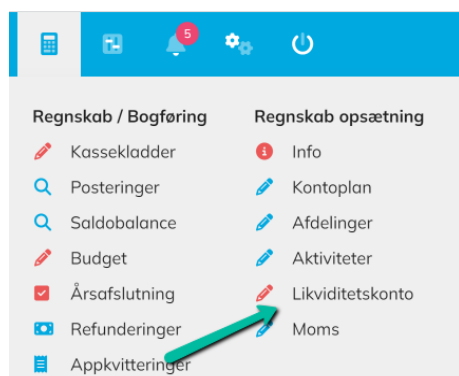 5
Regnskab / Bogføring
Kassekladder
Posteringer
Saldobalance
Budget
Årsafslutning
Refunderinger
Appkvitteringer
Regnskab opsætning
Info
Kontoplan
Afdelinger
Aktiviteter
Likviditetskonto
Moms